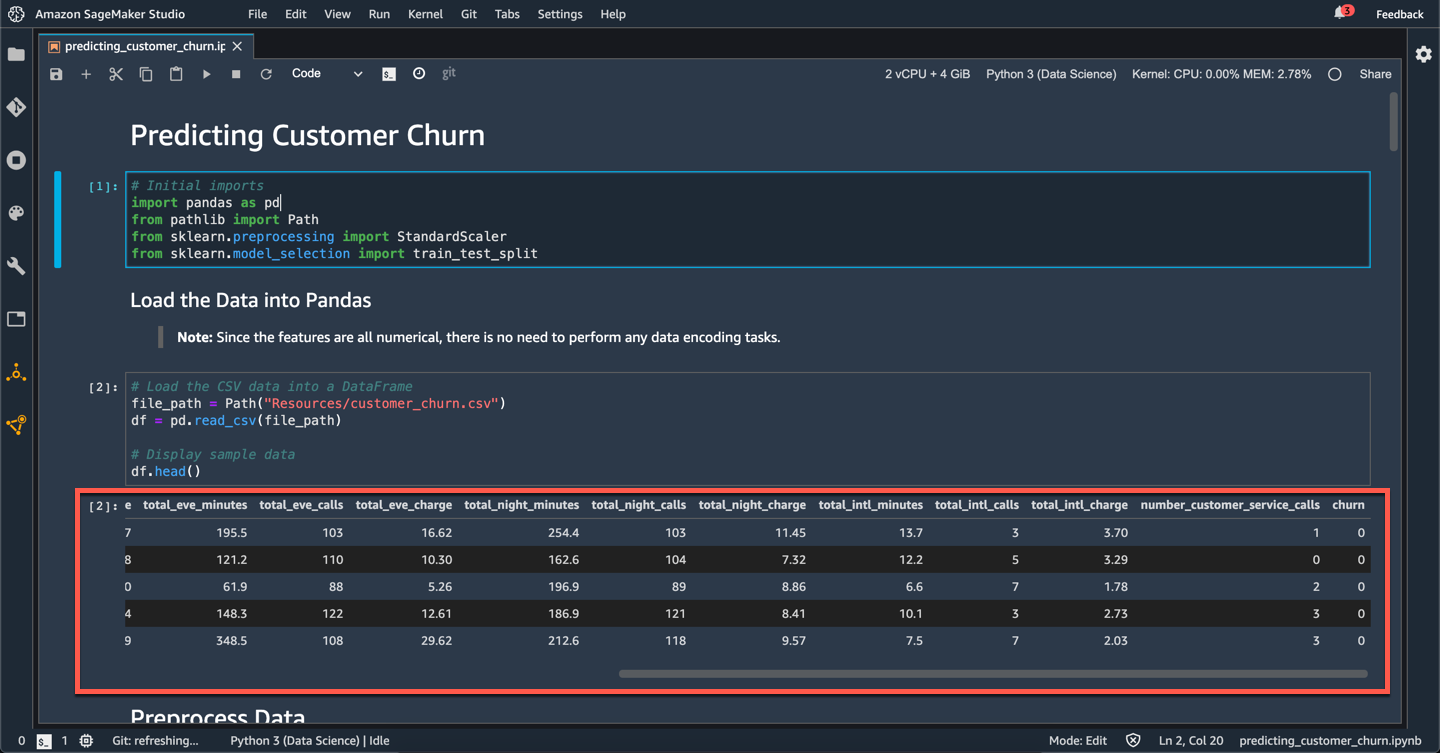 Amazon SageMaker Studio File Edit View Run Kernel Git Tabs Settings Help 3 Feedback
predicting_customer_churn.ip
Code git 2 vCPU + 4 GiB Python 3 (Data Science) Kernel: CPU: 0.00% MEM: 2.78% Share
Predicting Customer Churn
[1]: # Initial imports
import pandas as pd
from pathlib import Path
from sklearn.preprocessing import StandardScaler
from sklearn.model_selection import train_test_split
Load the Data into Pandas
Note: Since the features are all numerical, there is no need to perform any data encoding tasks.
[2]: # Load the CSV data into a DataFrame
file_path = Path("Resources/customer_churn.csv")
df = pd.read_csv(file_path)
# Display sample data
df.head()
[2]: e total_eve_minutes total_eve_calls total_eve_charge total_night_minutes total_night_calls total_night_charge total_intl_minutes total_intl_calls total_intl_charge number_customer_service_calls churn
7 195.5 103 16.62 254.4 103 11.45 13.7 3 3.70 1 0
8 121.2 110 10.30 162.6 104 7.32 12.2 5 3.29 0 0
0 61.9 88 5.26 196.9 89 8.86 6.6 7 1.78 2 0
4 148.3 122 12.61 186.9 121 8.41 10.1 3 2.73 3 0
9 348.5 108 29.62 212.6 118 9.57 7.5 7 2.03 3 0
Preprocess Data
0 $_ 1 Git: refreshing... Python 3 (Data Science) | Idle Mode: Edit Ln 2, Col 20 predicting_customer_churn.ipynb